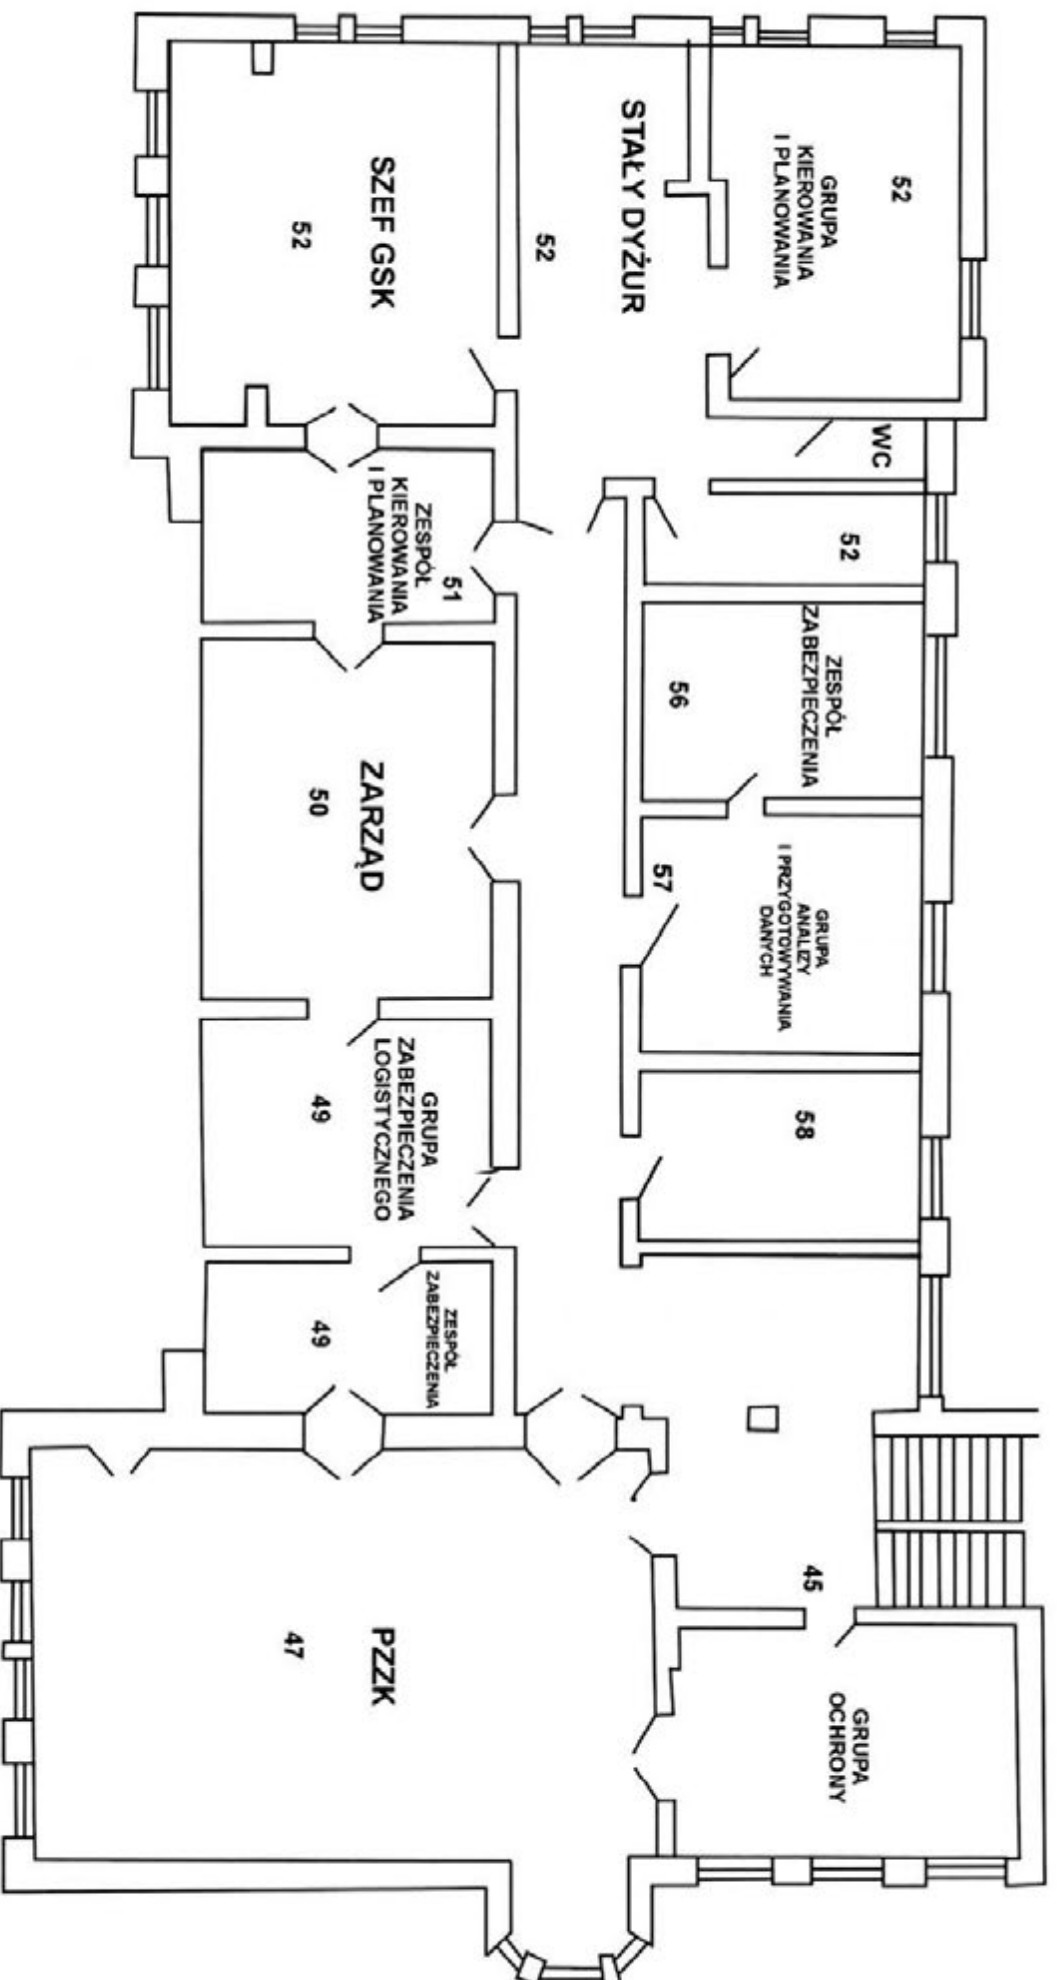 52
GRUPA
KIEROWANIA
I PLANOWANIA
STAŁY DYŻUR
52
SZEF GSK
52
WC
52
ZESPÓŁ
KIEROWANIA
I PLANOWANIA
51
ZESPÓŁ
ZABEZPIECZENIA
56
ZARZĄD
50
57
GRUPA
ANALIZY
I PRZYGOTOWYWANIA
DANYCH
58
GRUPA
ZABEZPIECZENIA
LOGISTYCZNEGO
49
ZESPÓŁ
ZABEZPIECZENIA
49
45
PZZK
47
GRUPA
OCHRONY